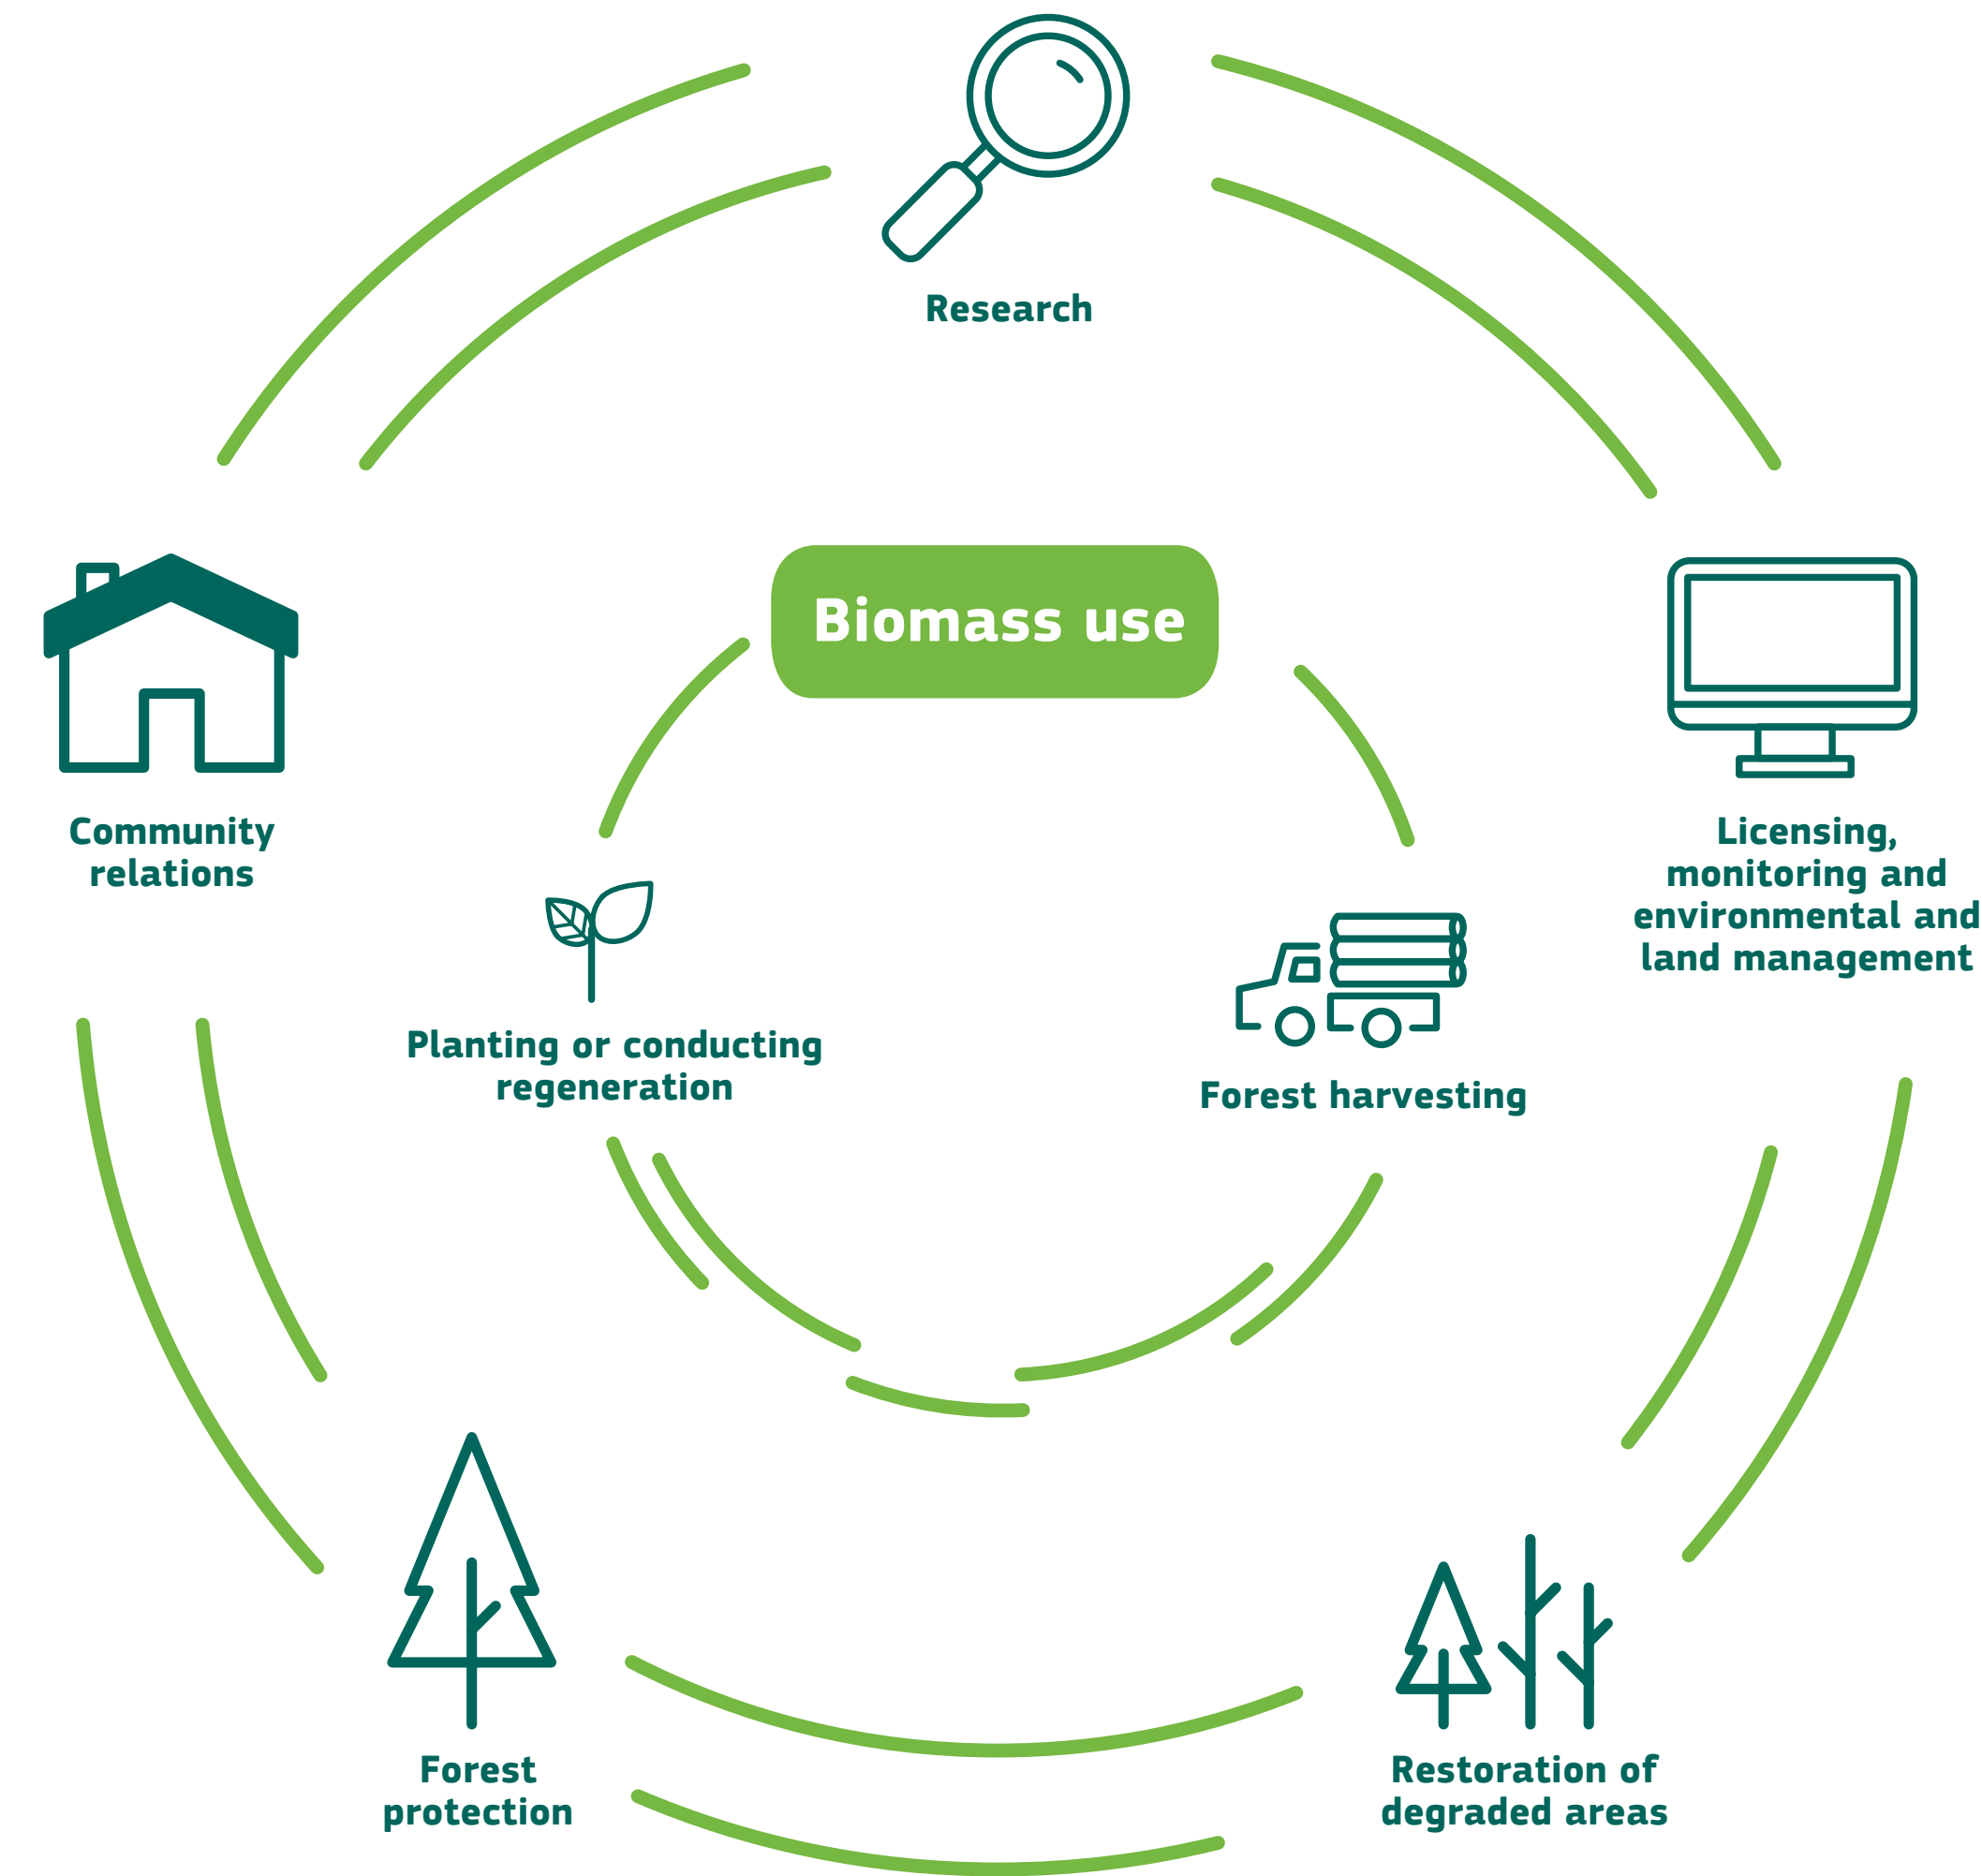 Research
Biomass use
Community
relations
Licensing,
monitoring and
environmental and
land management
Planting or conducting
regeneration
Forest harvesting
Forest
protection
Restoration of
degraded areas